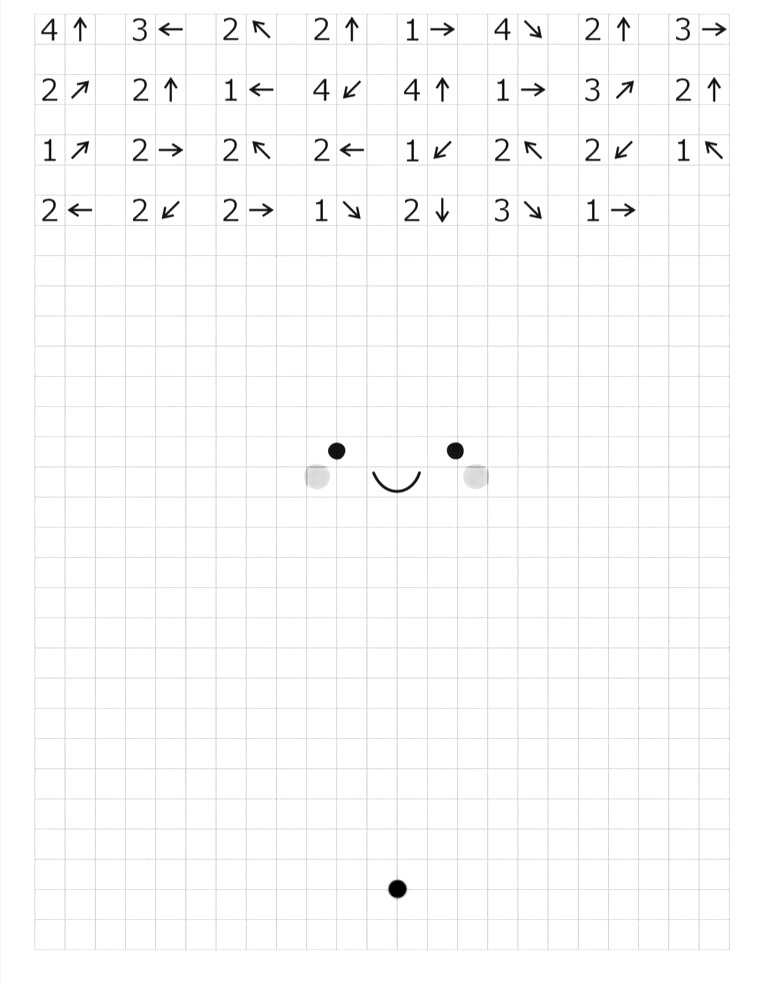 4 ↑ 3 ← 2 ↖ 2 ↑ 1 → 4 ↘ 2 ↑ 3 →
2 ↗ 2 ↑ 1 ← 4 ↙ 4 ↑ 1 → 3 ↗ 2 ↑
1 ↗ 2 → 2 ↖ 2 ← 1 ↙ 2 ↖ 2 ↙ 1 ↖
2 ← 2 ↙ 2 → 1 ↘ 2 ↓ 3 ↘ 1 →